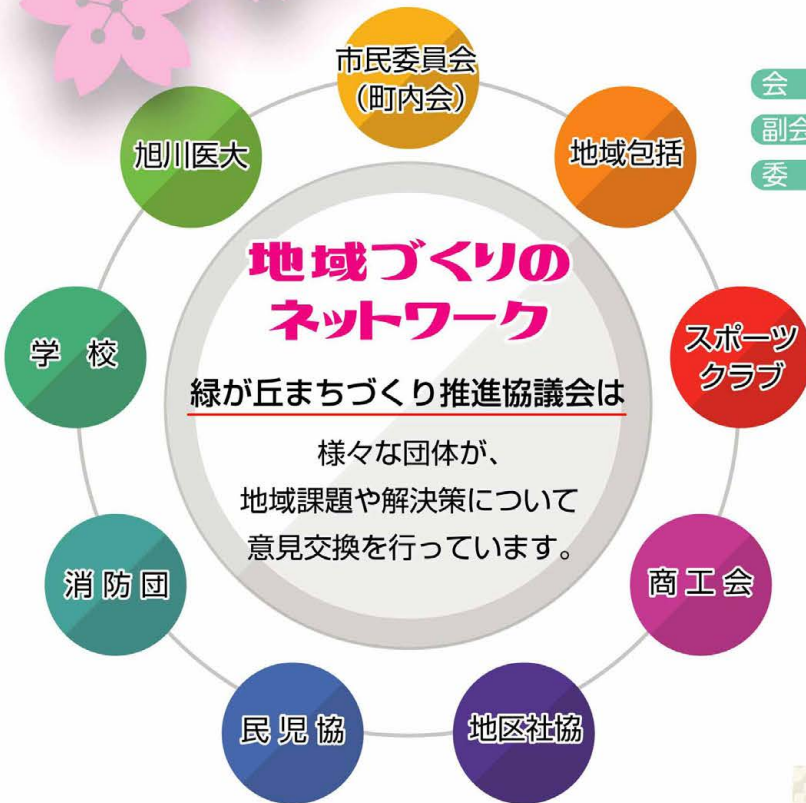 市民委員会
（町内会）
地域包括
スポーツ
クラブ
商工会
地区社協
民児協
消防団
学校
旭川医大
地域づくりの
ネットワーク
緑が丘まちづくり推進協議会は
様々な団体が、
地域課題や解決策について
意見交換を行っています。
会
副会
委